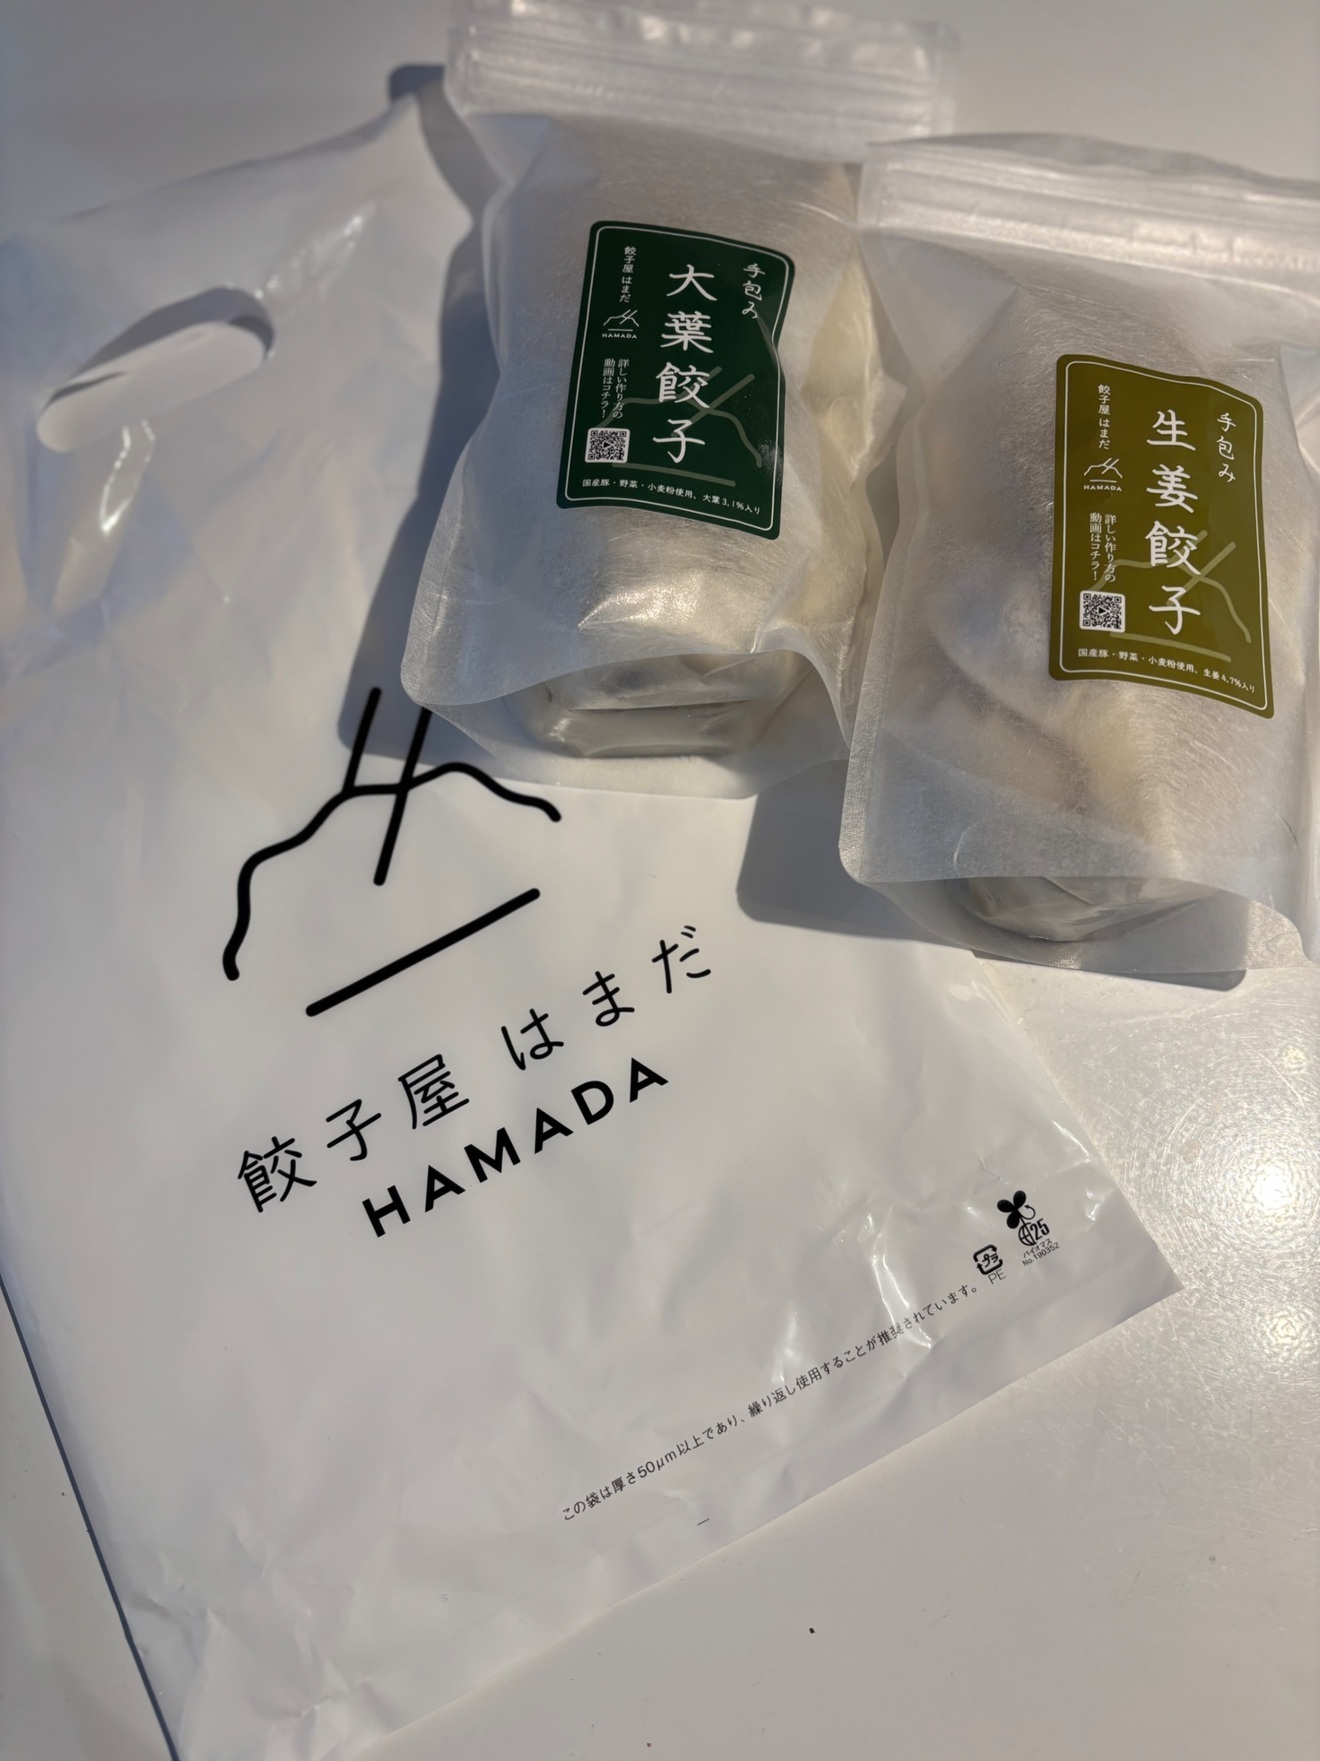 手包み
大葉餃子
餃子屋 はまだ
HAMADA
詳しい作り方の
動画はコチラ!
国産豚・野菜・小麦粉使用、大葉3.1%入り
手包み
生姜餃子
餃子屋 はまだ
HAMADA
詳しい作り方の
動画はコチラ!
国産豚・野菜・小麦粉使用、生姜4.7%入り
餃子屋 はまだ
HAMADA
25
バイオマス
No.190352
プラ
PE
この袋は厚さ50μm以上であり、繰り返し使用することが推奨されています。